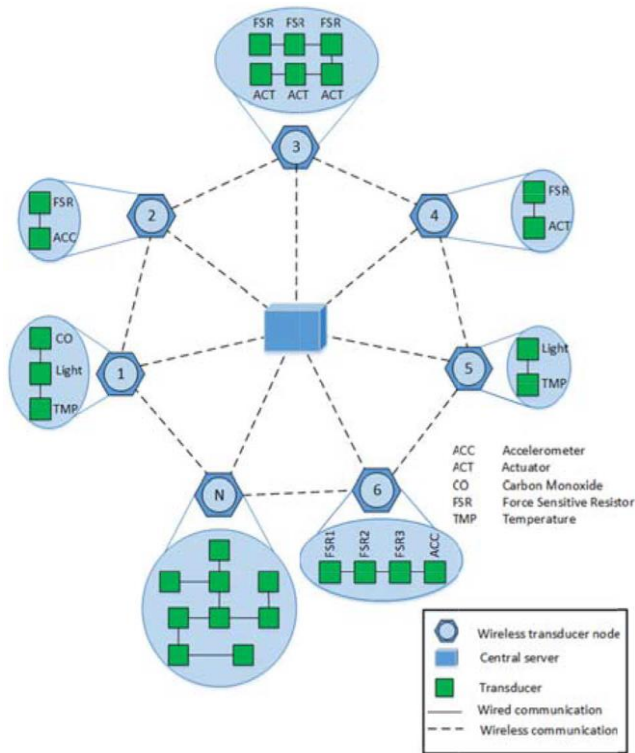 FSR FSR FSR
ACT ACT ACT
3
2
FSR
ACC
4
FSR
ACT
CO
Light
TMP
1
5
Light
TMP
N
6
FSR1 FSR2 FSR3 ACC
ACC Accelerometer
ACT Actuator
CO Carbon Monoxide
FSR Force Sensitive Resistor
TMP Temperature
Wireless transducer node
Central server
Transducer
Wired communication
Wireless communication